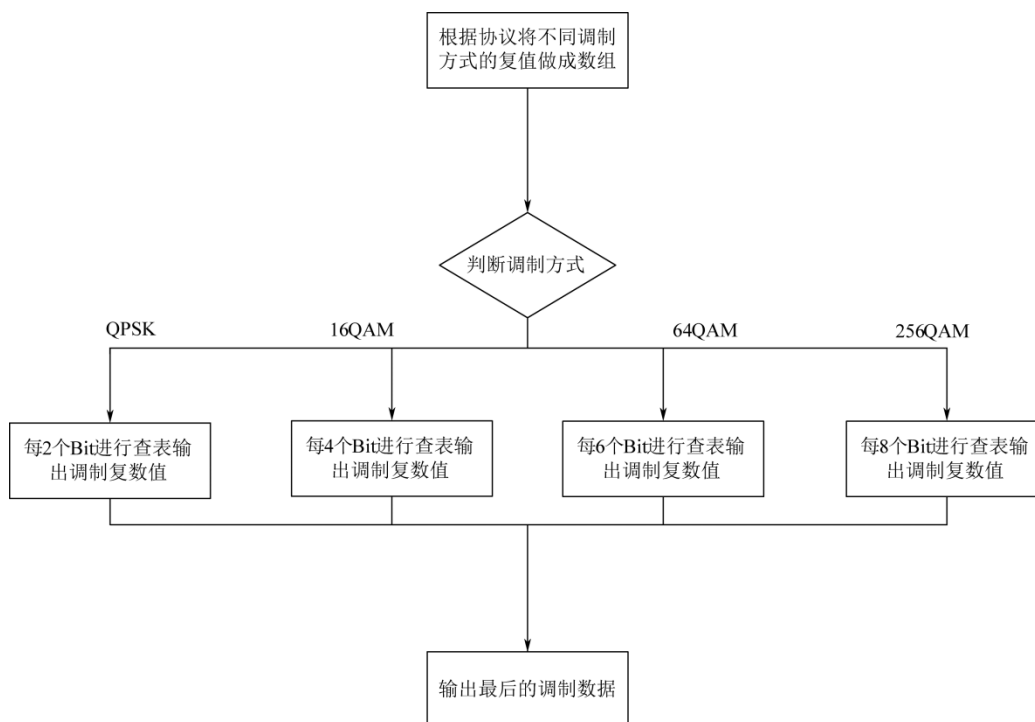 根据协议将不同调制
方式的复值做成数组
判断调制方式
QPSK
16QAM
64QAM
256QAM
每2个Bit进行查表输
出调制复数值
每4个Bit进行查表输
出调制复数值
每6个Bit进行查表输
出调制复数值
每8个Bit进行查表输
出调制复数值
输出最后的调制数据